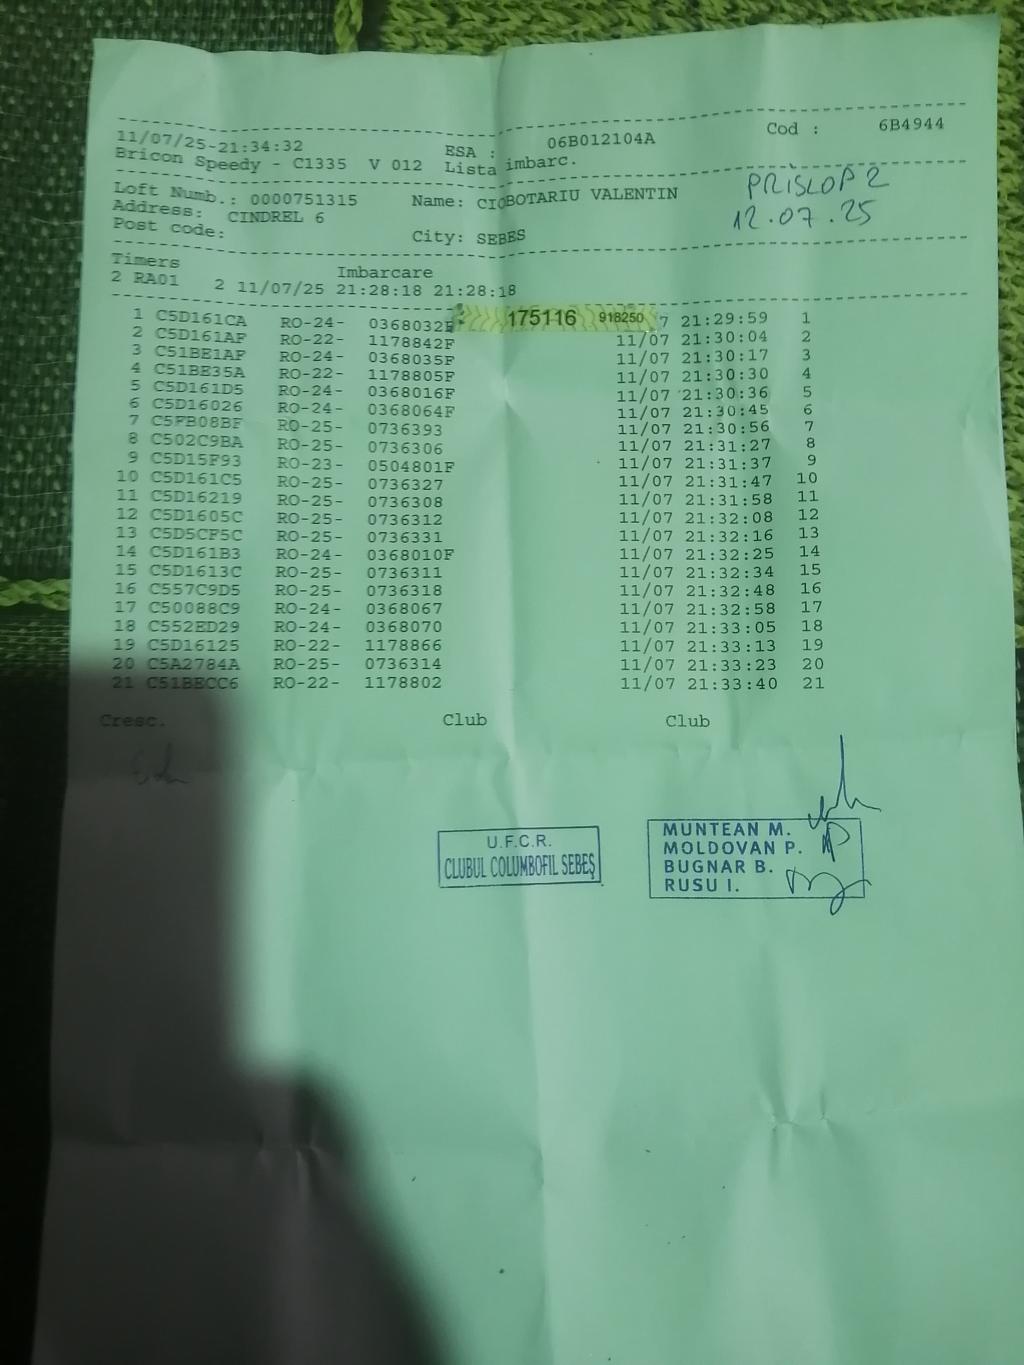 11/07/25-21:34:32 ESA : 06B012104A Cod : 6B4944
Bricon Speedy - C1335 V 012 Lista imbarc.
Loft Numb.: 0000751315 Name: CIOBOTARIU VALENTIN
PRISLOP 2
Address: CINDREL 6
12.07.25
Post code: City: SEBES
Timers Imbarcare
2 RA01 2 11/07/25 21:28:18 21:28:18
175116 918250
1 C5D161CA RO-24- 0368032F 7 21:29:59 1
2 C5D161AF RO-22- 1178842F 11/07 21:30:04 2
3 C51BE1AF RO-24- 0368035F 11/07 21:30:17 3
4 C51BE35A RO-22- 1178805F 11/07 21:30:30 4
5 C5D161D5 RO-24- 0368016F 11/07 21:30:36 5
6 C5D16026 RO-24- 0368064F 11/07 21:30:45 6
7 C5FB08BF RO-25- 0736393 11/07 21:30:56 7
8 C502C9BA RO-25- 0736306 11/07 21:31:27 8
9 C5D15F93 RO-23- 0504801F 11/07 21:31:37 9
10 C5D161C5 RO-25- 0736327 11/07 21:31:47 10
11 C5D16219 RO-25- 0736308 11/07 21:31:58 11
12 C5D1605C RO-25- 0736312 11/07 21:32:08 12
13 C5D5CF5C RO-25- 0736331 11/07 21:32:16 13
14 C5D161B3 RO-24- 0368010F 11/07 21:32:25 14
15 C5D1613C RO-25- 0736311 11/07 21:32:34 15
16 C557C9D5 RO-25- 0736318 11/07 21:32:48 16
17 C50088C9 RO-24- 0368067 11/07 21:32:58 17
18 C552ED29 RO-24- 0368070 11/07 21:33:05 18
19 C5D16125 RO-22- 1178866 11/07 21:33:13 19
20 C5A2784A RO-25- 0736314 11/07 21:33:23 20
21 C51BECC6 RO-22- 1178802 11/07 21:33:40 21
Cresc. Club Club
U.F.C.R.
CLUBUL COLUMBOFIL SEBEȘ
MUNTEAN M.
MOLDOVAN P.
BUGNAR B.
RUSU I.